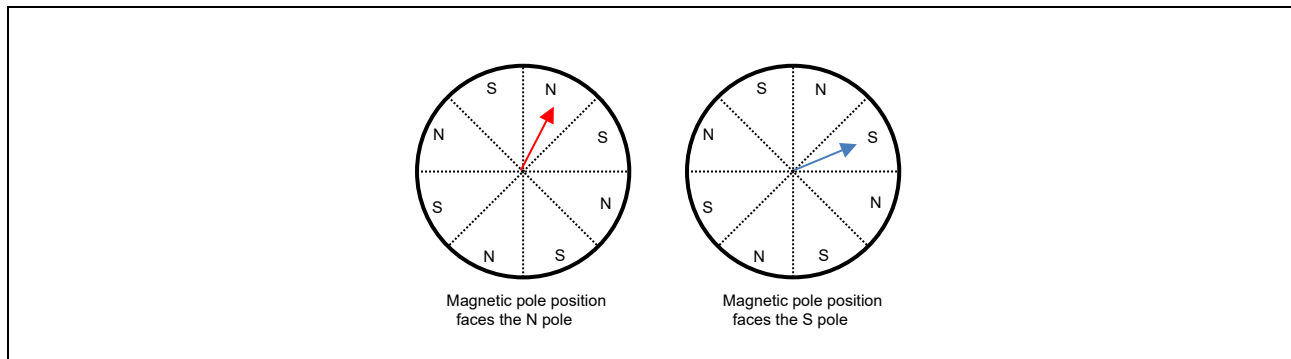 S N
N S
S N
N S
Magnetic pole position
faces the N pole
S N
N S
S N
N S
Magnetic pole position
faces the S pole